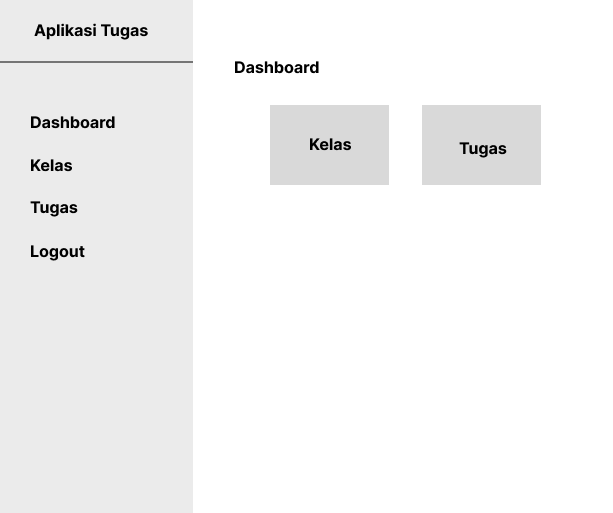 Aplikasi Tugas
Dashboard
Kelas
Tugas
Logout
Dashboard
Kelas
Tugas